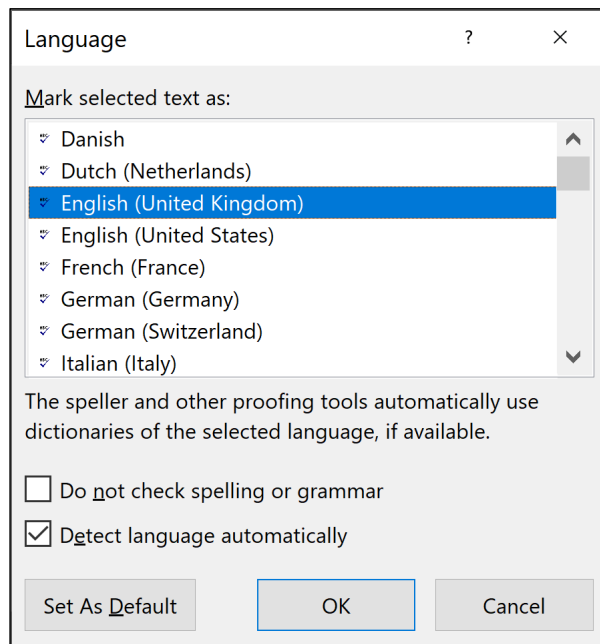 Language ?
Mark selected text as:
Danish
Dutch (Netherlands)
English (United Kingdom)
English (United States)
French (France)
German (Germany)
German (Switzerland)
Italian (Italy)
The speller and other proofing tools automatically use
dictionaries of the selected language, if available.
Do not check spelling or grammar
Detect language automatically
Set As Default OK Cancel